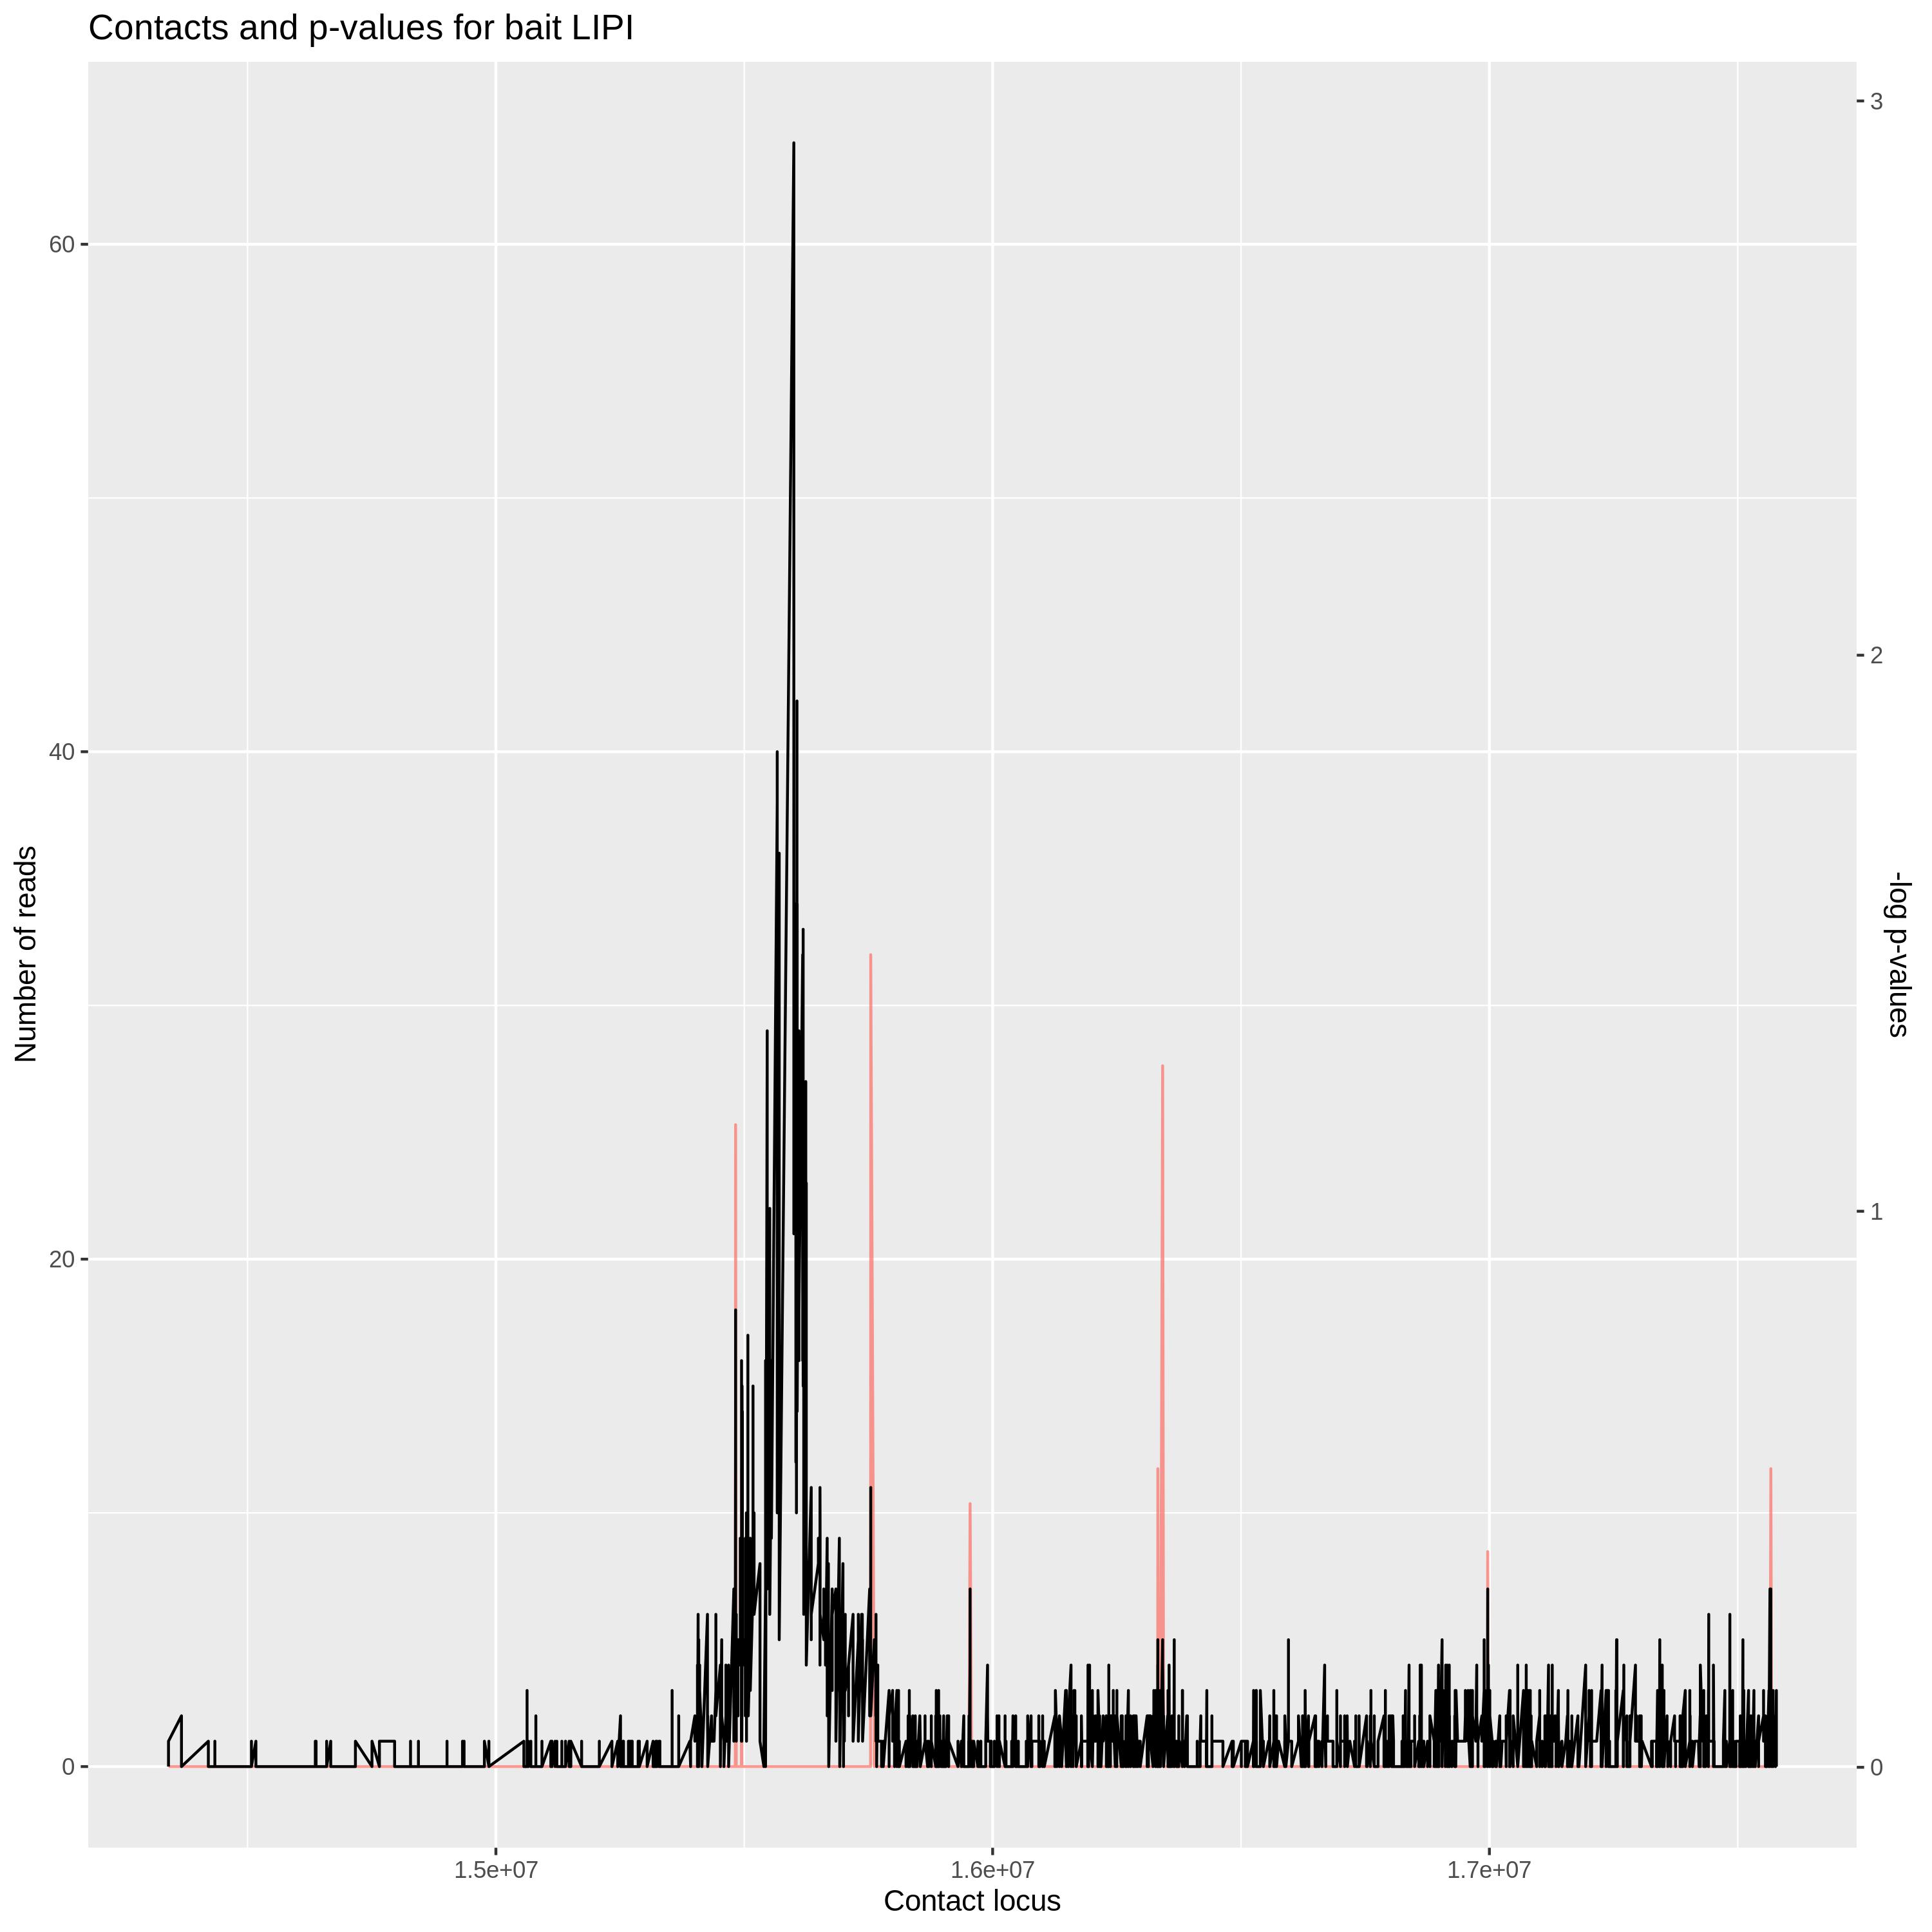 Contacts and p-values for bait LIPI
Number of reads
60
40
20
0
3
2
1
0
-log p-values
1.5e+07
1.6e+07
1.7e+07
Contact locus